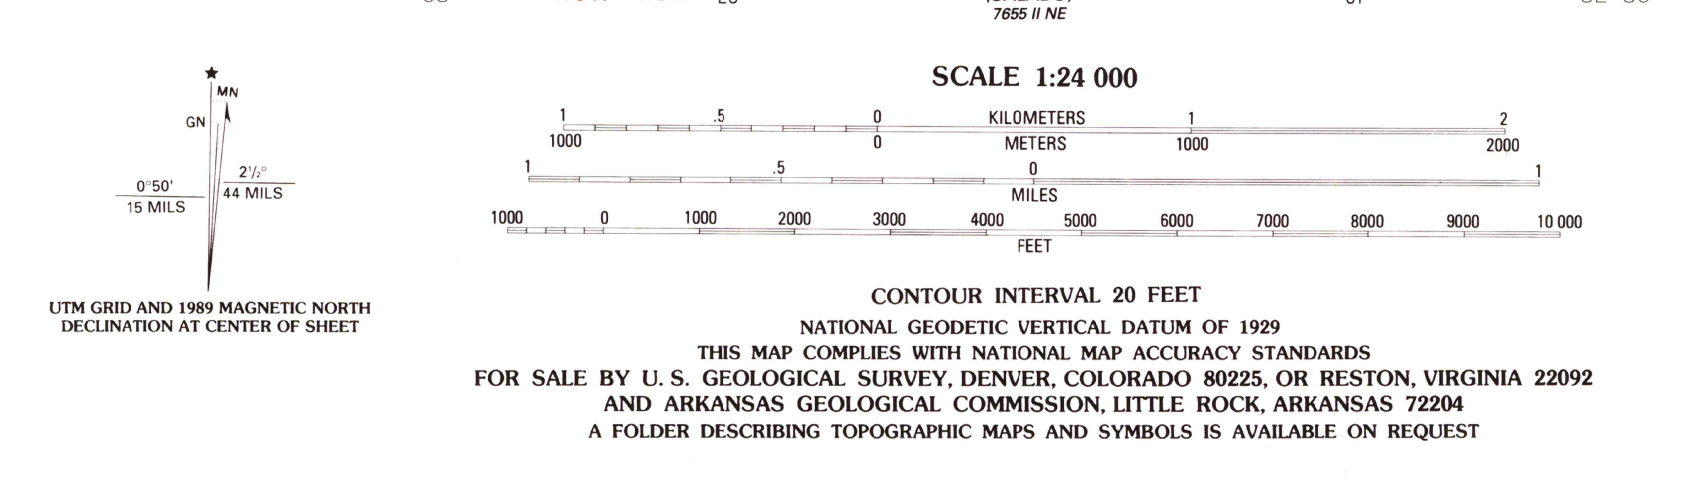 7655 II NE
SCALE 1:24 000
1 .5 0 KILOMETERS 1 2
1000 0 METERS 1000 2000
1 .5 0 1
MILES
1000 0 1000 2000 3000 4000 5000 6000 7000 8000 9000 10 000
FEET
★
MN
GN
0°50'
15 MILS
2½°
44 MILS
UTM GRID AND 1989 MAGNETIC NORTH
DECLINATION AT CENTER OF SHEET
CONTOUR INTERVAL 20 FEET
NATIONAL GEODETIC VERTICAL DATUM OF 1929
THIS MAP COMPLIES WITH NATIONAL MAP ACCURACY STANDARDS
FOR SALE BY U. S. GEOLOGICAL SURVEY, DENVER, COLORADO 80225, OR RESTON, VIRGINIA 22092
AND ARKANSAS GEOLOGICAL COMMISSION, LITTLE ROCK, ARKANSAS 72204
A FOLDER DESCRIBING TOPOGRAPHIC MAPS AND SYMBOLS IS AVAILABLE ON REQUEST